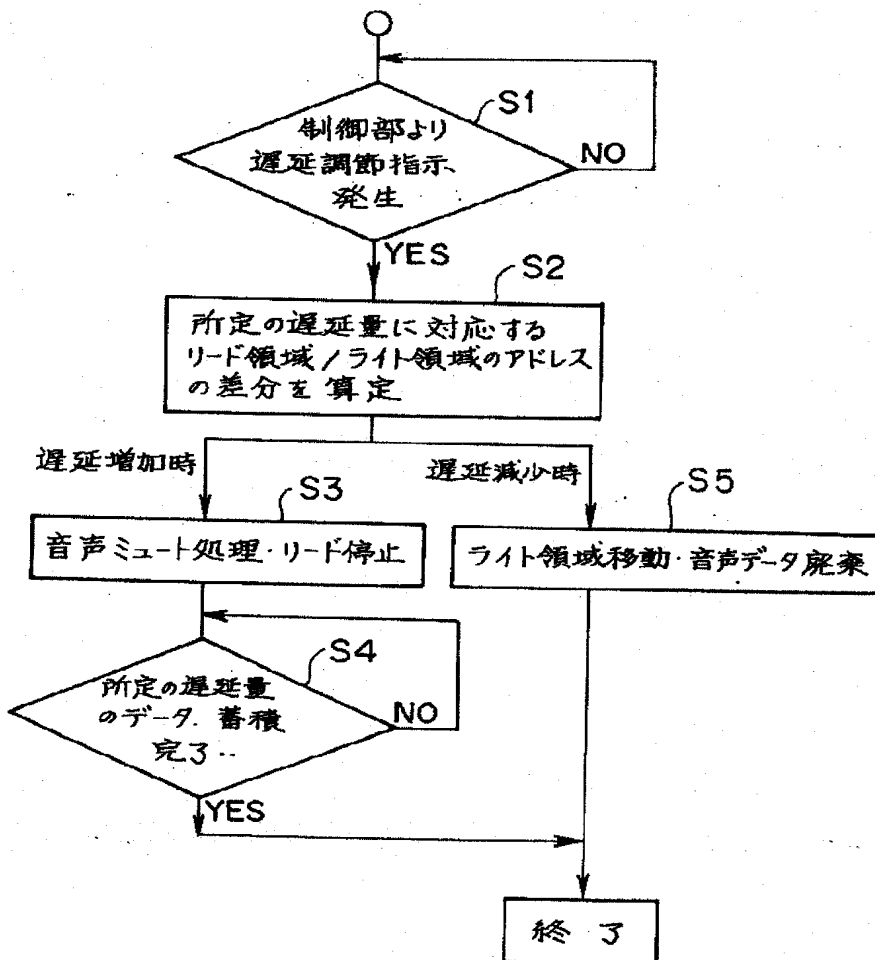 S1
制御部より
遅延調節指示、
発生
NO
YES
S2
所定の遅延量に対応する
リード領域/ライト領域のアドレス
の差分を算定
遅延増加時
遅延減少時
S3
S5
音声ミュート処理・リード停止
ライト領域移動・音声データ廃棄
S4
所定の遅延量
のデータ、蓄積
完了..
NO
YES
終了